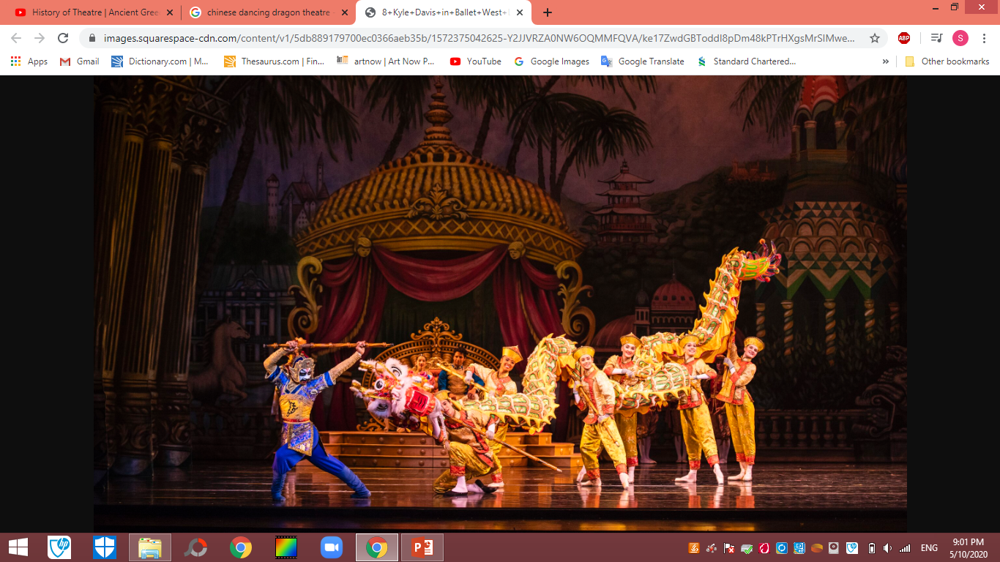 History of Theatre | Ancient Gree
chinese dancing dragon theatre
8+Kyle+Davis+in+Ballet+West+
images.squarespace-cdn.com/content/v1/5db889179700ec0366aeb35b/1572375042625-Y2JJVRZA0NW6OQMMFQVA/ke17ZwdGBToddI8pDm48kPTrHXgsMrSIMwe...
ABP
S
Apps
Gmail
Dictionary.com | M...
Thesaurus.com | Fin...
artnow | Art Now P...
YouTube
Google Images
Google Translate
Standard Chartered...
»
Other bookmarks
ENG
9:01 PM
5/10/2020